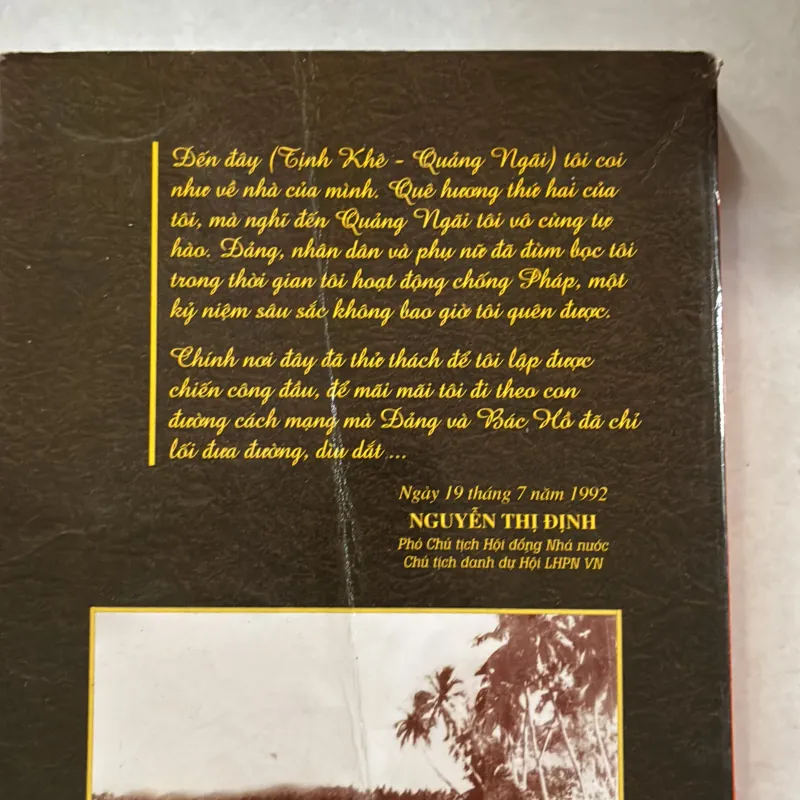 Đến đây (Tịnh Khê - Quảng Ngãi) tôi coi
như về nhà của mình. Quê hương thứ hai của
tôi, mà nghĩ đến Quảng Ngãi tôi vô cùng tự
hào. Đảng, nhân dân và phụ nữ đã đùm bọc tôi
trong thời gian tôi hoạt động chống Pháp, một
kỷ niệm sâu sắc không bao giờ tôi quên được.
Chính nơi đây đã thử thách để tôi lập được
chiến công đầu, để mãi mãi tôi đi theo con
đường cách mạng mà Đảng và Bác Hồ đã chỉ
lối đưa đường, dìu dắt ...
Ngày 19 tháng 7 năm 1992
NGUYỄN THỊ ĐỊNH
Phó Chủ tịch Hội đồng Nhà nước
Chủ tịch danh dự Hội LHPN VN